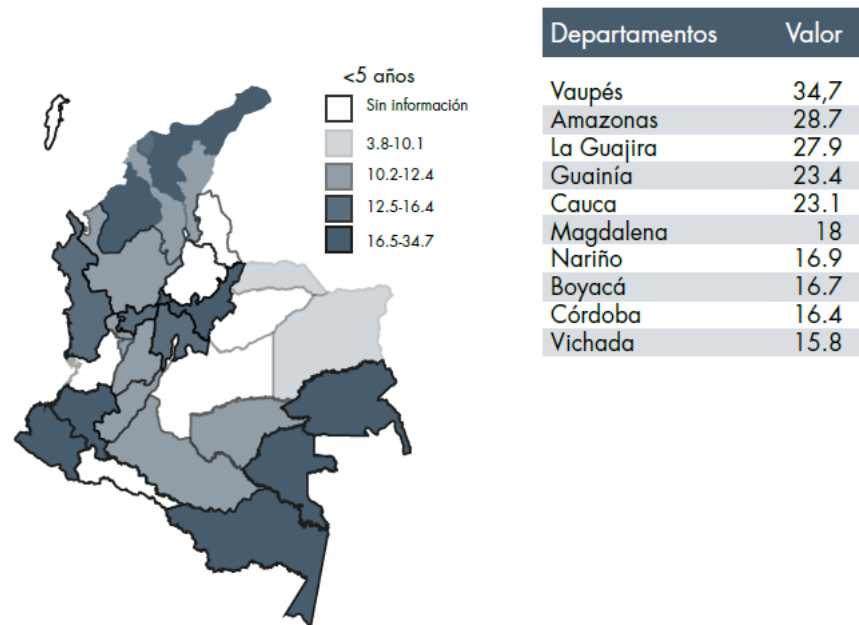 <5 años
Sin información
3.8-10.1
10.2-12.4
12.5-16.4
16.5-34.7
Departamentos Valor
Vaupés 34,7
Amazonas 28.7
La Guajira 27.9
Guainía 23.4
Cauca 23.1
Magdalena 18
Nariño 16.9
Boyacá 16.7
Córdoba 16.4
Vichada 15.8